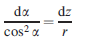 dα/cos² α = dz/r